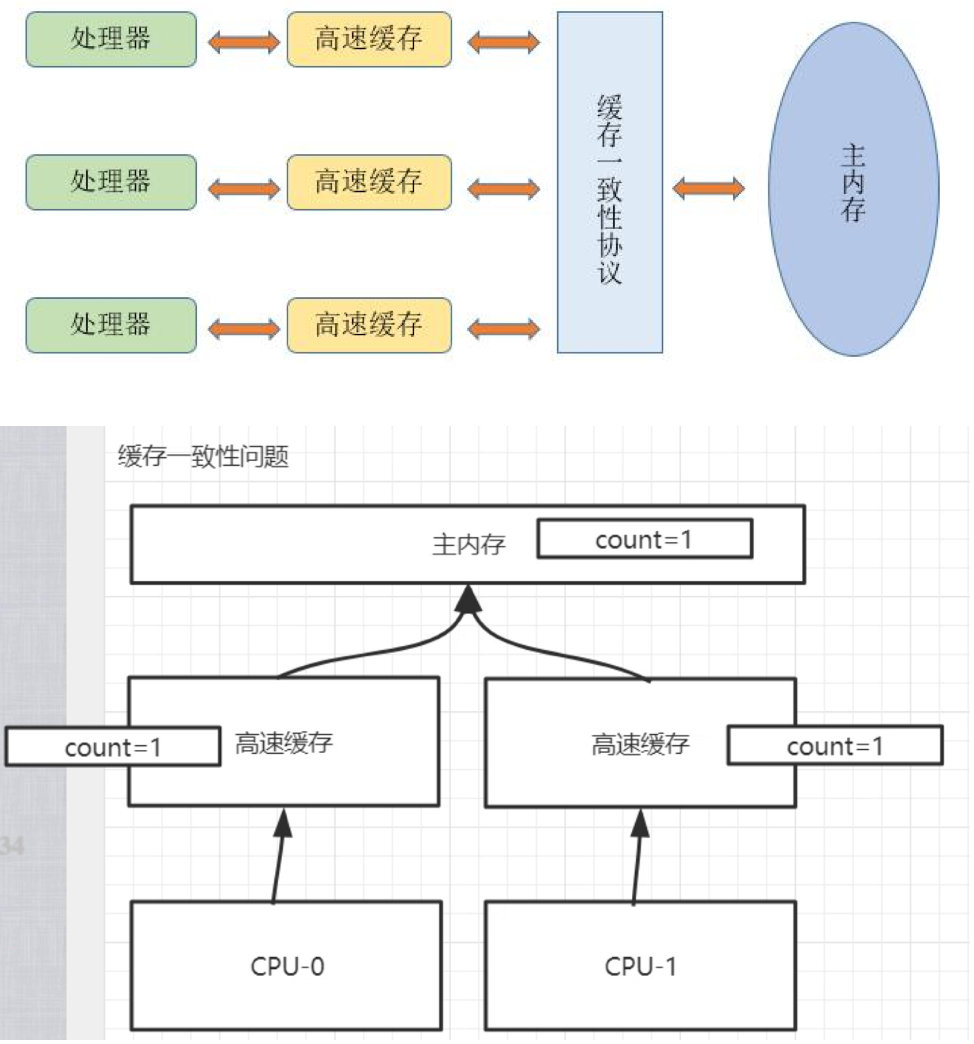 处理器
高速缓存
处理器
高速缓存
处理器
高速缓存
缓存一致性协议
主内存
缓存一致性问题
主内存
count=1
count=1
高速缓存
高速缓存
count=1
34
CPU-0
CPU-1